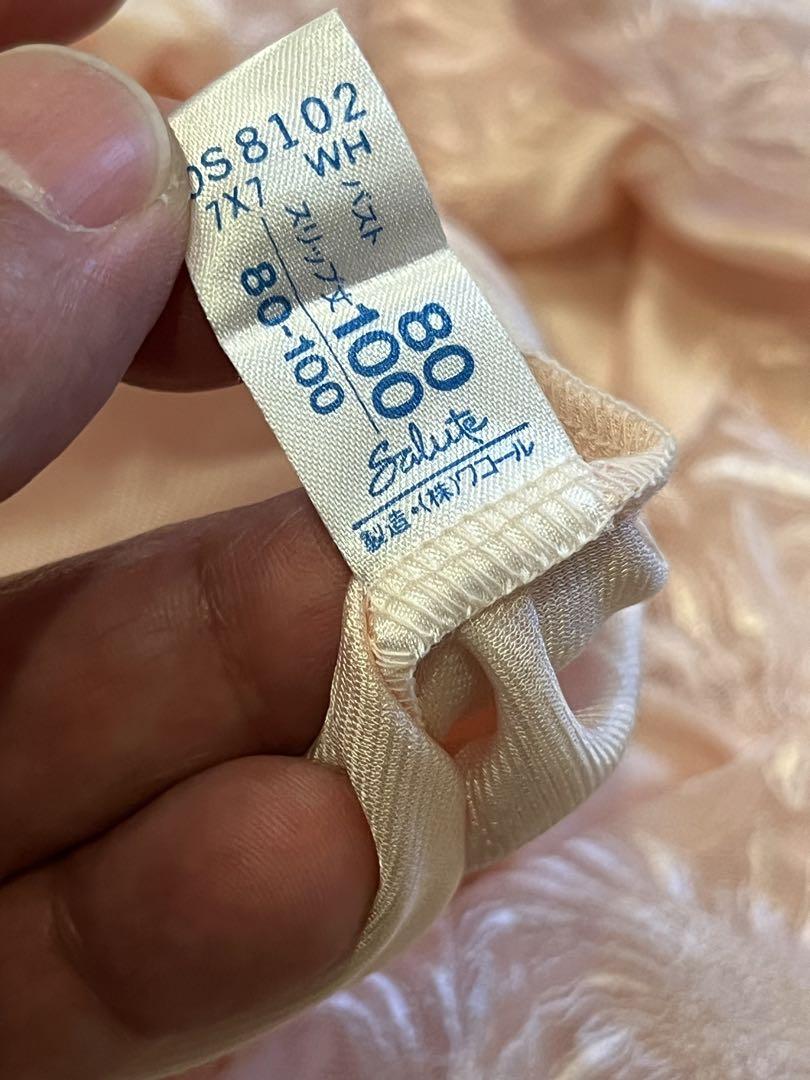 DS8102
7X7 WH
バスト 80
スリップ丈 100
80-100
Salute
製造・(株)ワコール